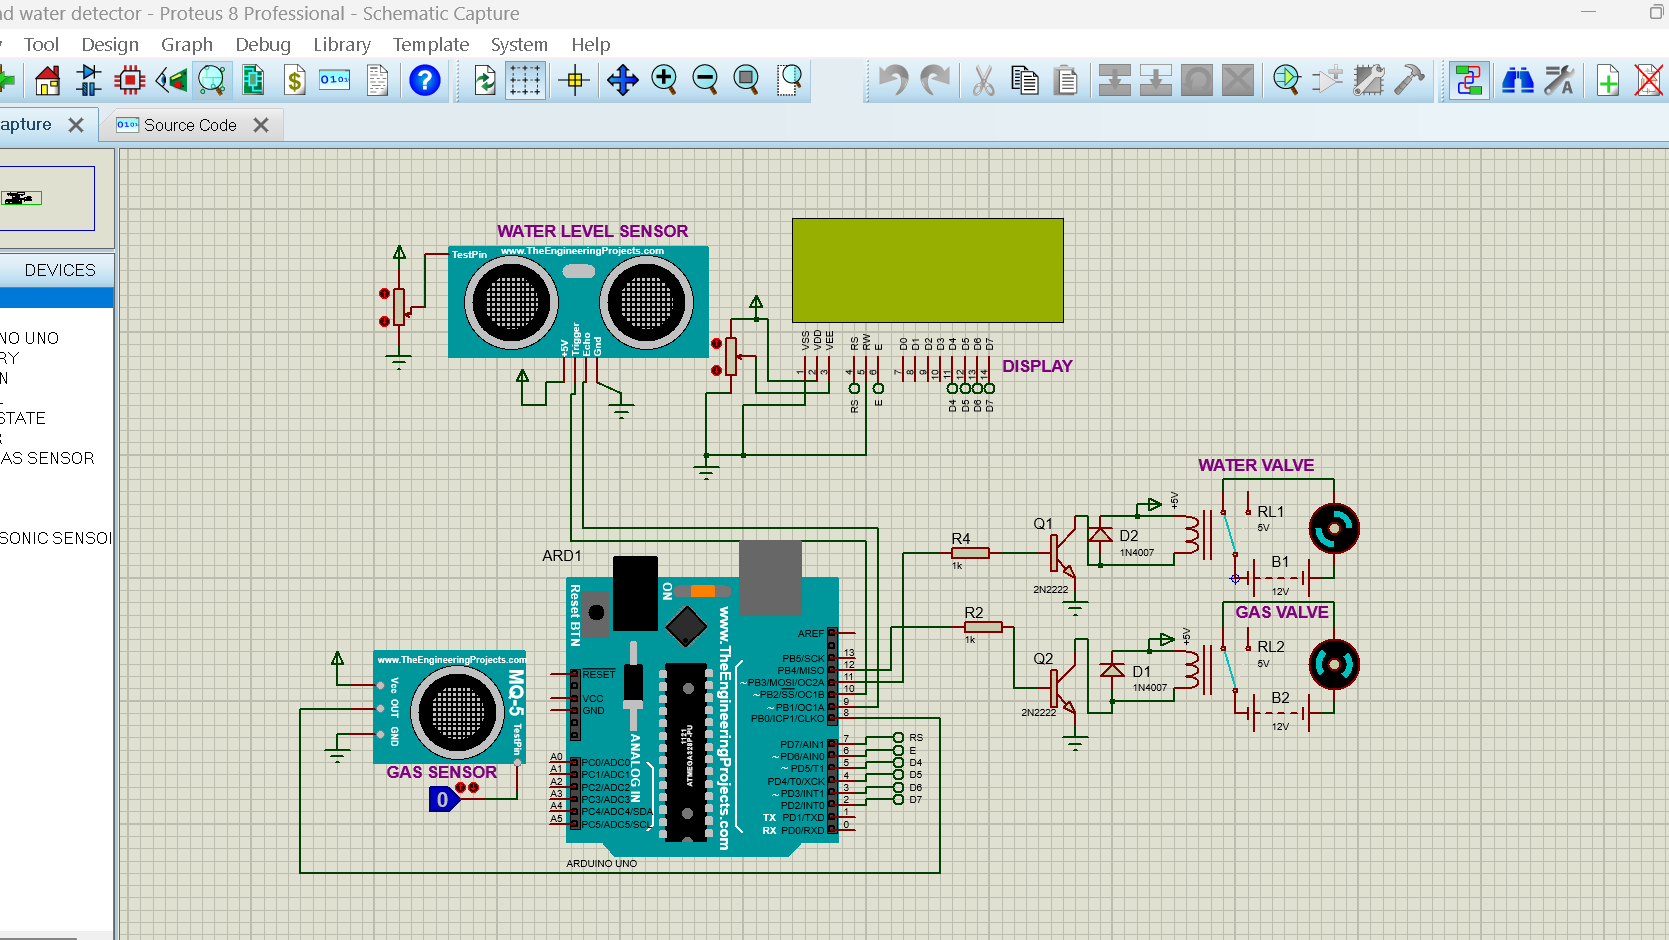 nd water detector - Proteus 8 Professional - Schematic Capture
Tool Design Graph Debug Library Template System Help
apture
Source Code
DEVICES
NO UNO
RY
N
STATE
AS SENSOR
SONIC SENSOI
WATER LEVEL SENSOR
TestPin
www.TheEngineeringProjects.com
+5V
Trigger
Echo
Gnd
VSS
VDD
VEE
RS
RW
E
D0
D1
D2
D3
D4
D5
D6
D7
1
2
3
4
5
6
7
8
9
10
11
12
13
14
RS
E
D4
D5
D6
D7
DISPLAY
WATER VALVE
+5V
Q1
2N2222
D2
1N4007
R4
1k
RL1
5V
B1
12V
GAS VALVE
+5V
R2
1k
Q2
2N2222
D1
1N4007
RL2
5V
B2
12V
ARD1
Reset BTN
ON
www.TheEngineeringProjects.com
AREF
PB5/SCK 13
PB4/MISO 12
~PB3/MOSI/OC2A 11
~PB2/SS/OC1B 10
~PB1/OC1A 9
PB0/ICP1/CLKO 8
PD7/AIN1 7
~PD6/AIN0 6
~PD5/T1 5
PD4/T0/XCK 4
~PD3/INT1 3
PD2/INT0 2
TX PD1/TXD 1
RX PD0/RXD 0
RS
E
D4
D5
D6
D7
RESET
VCC
GND
A0 PC0/ADC0
A1 PC1/ADC1
A2 PC2/ADC2
A3 PC3/ADC3
A4 PC4/ADC4/SDA
A5 PC5/ADC5/SCL
ANALOG IN
1121
ATMEGA328P-PU
ARDUINO UNO
www.TheEngineeringProjects.com
MQ-5
Vcc
OUT
GND
TestPin
GAS SENSOR
0